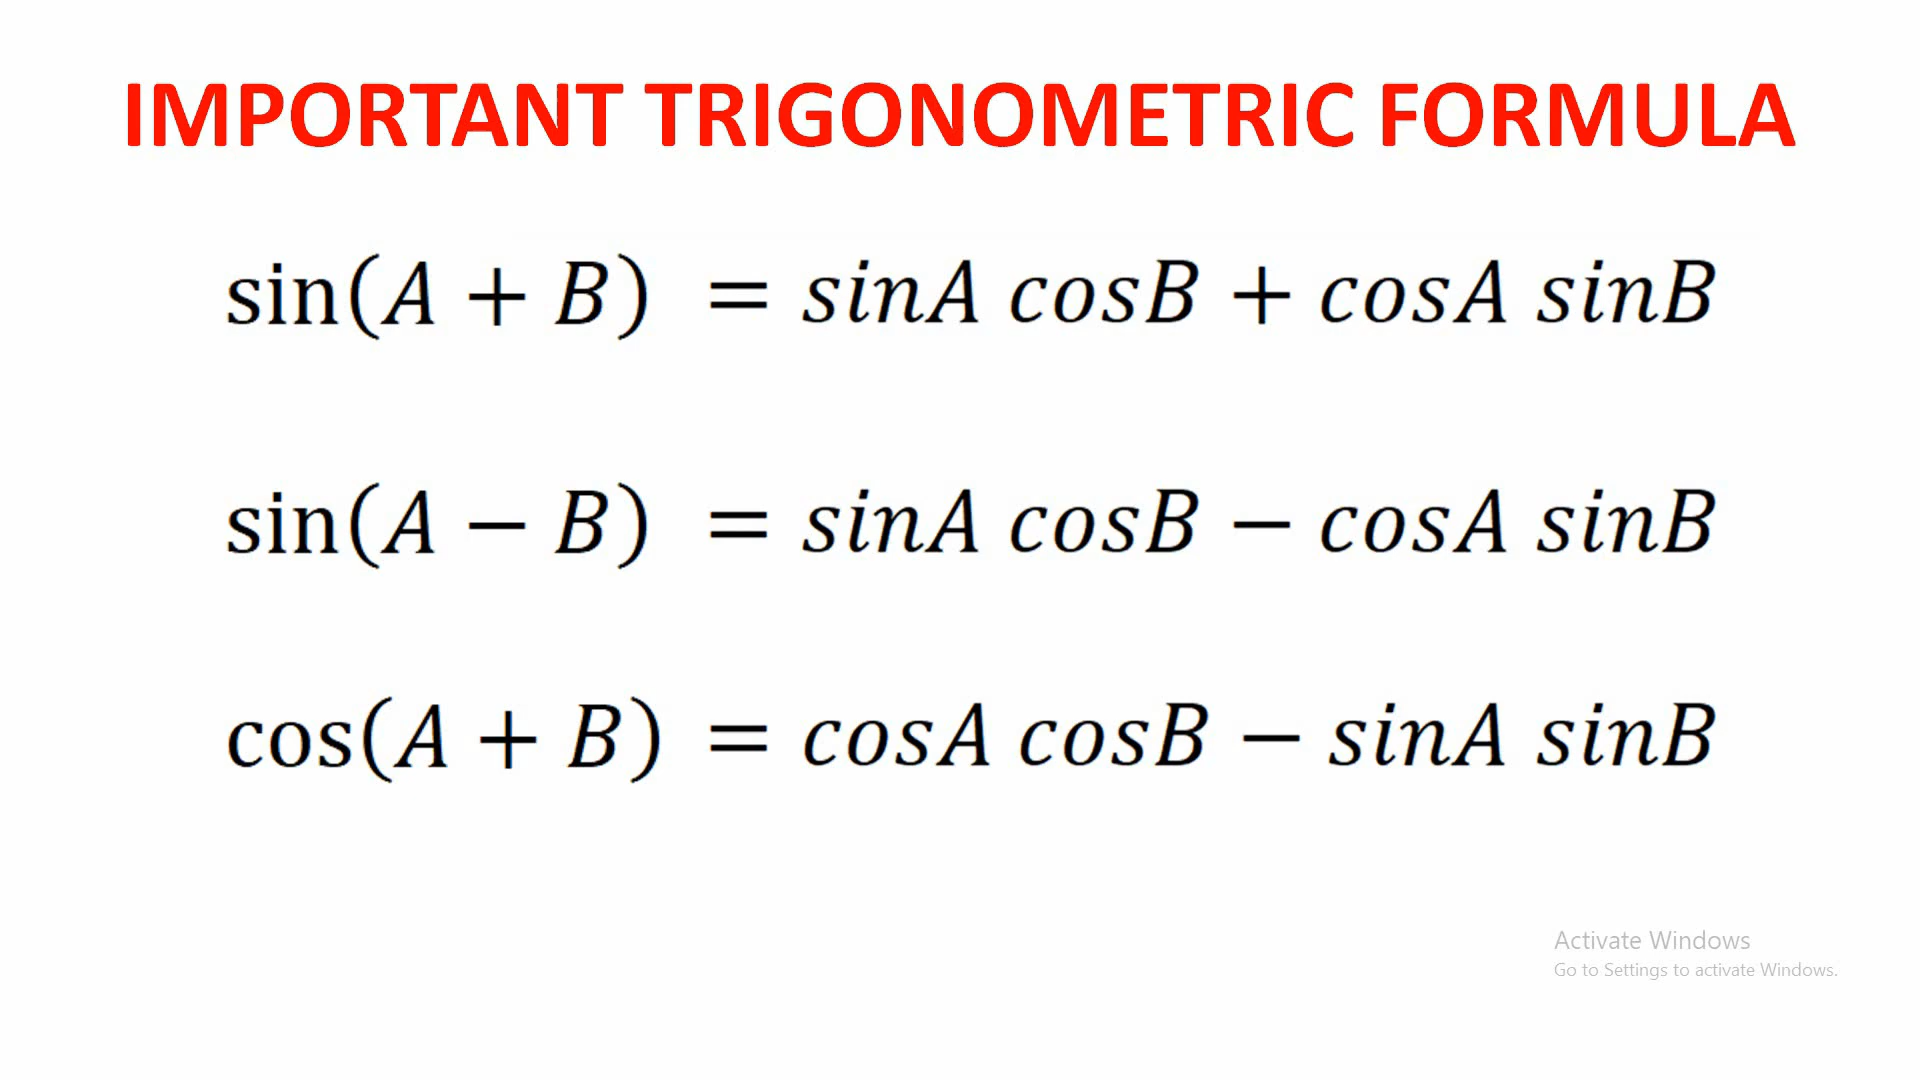 IMPORTANT TRIGONOMETRIC FORMULA
sin(A + B) = sinA cosB + cosA sinB
sin(A − B) = sinA cosB − cosA sinB
cos(A + B) = cosA cosB − sinA sinB
Activate Windows
Go to Settings to activate Windows.